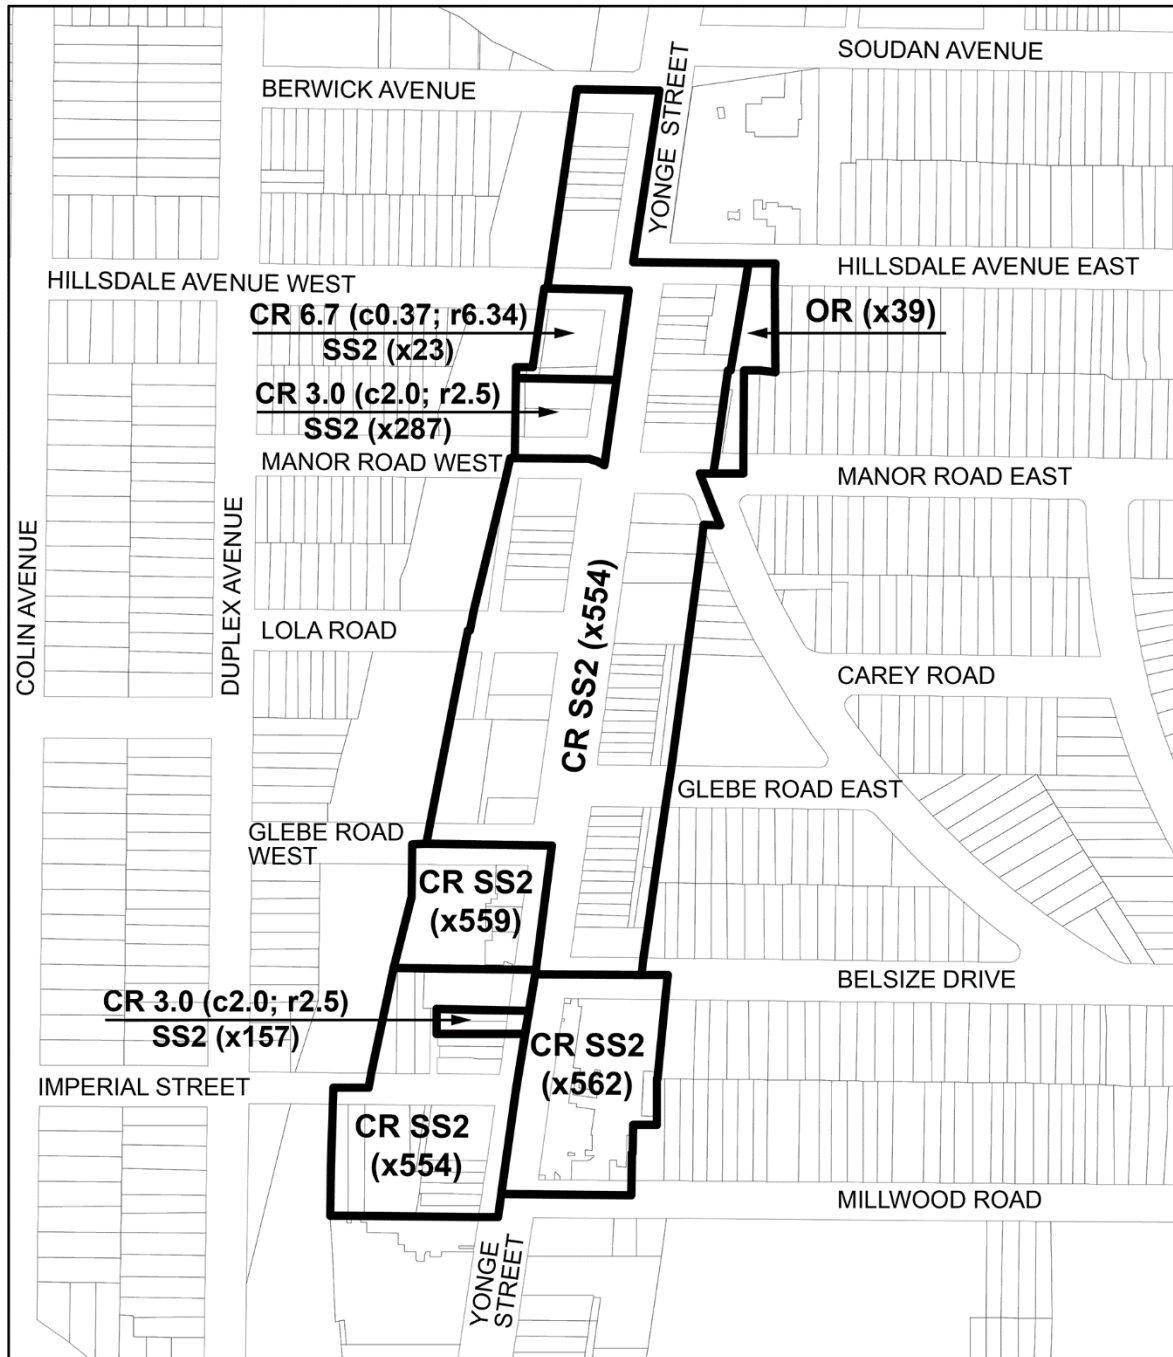 SOUDAN AVENUE
BERWICK AVENUE
YONGE STREET
HILLSDALE AVENUE WEST
HILLSDALE AVENUE EAST
CR 6.7 (c0.37; r6.34)
SS2 (x23)
OR (x39)
CR 3.0 (c2.0; r2.5)
SS2 (x287)
MANOR ROAD WEST
MANOR ROAD EAST
COLIN AVENUE
DUPLEX AVENUE
CR SS2 (x554)
LOLA ROAD
CAREY ROAD
GLEBE ROAD EAST
GLEBE ROAD
WEST
CR SS2
(x559)
BELSIZE DRIVE
CR 3.0 (c2.0; r2.5)
SS2 (x157)
CR SS2
(x562)
IMPERIAL STREET
CR SS2
(x554)
MILLWOOD ROAD
YONGE
STREET